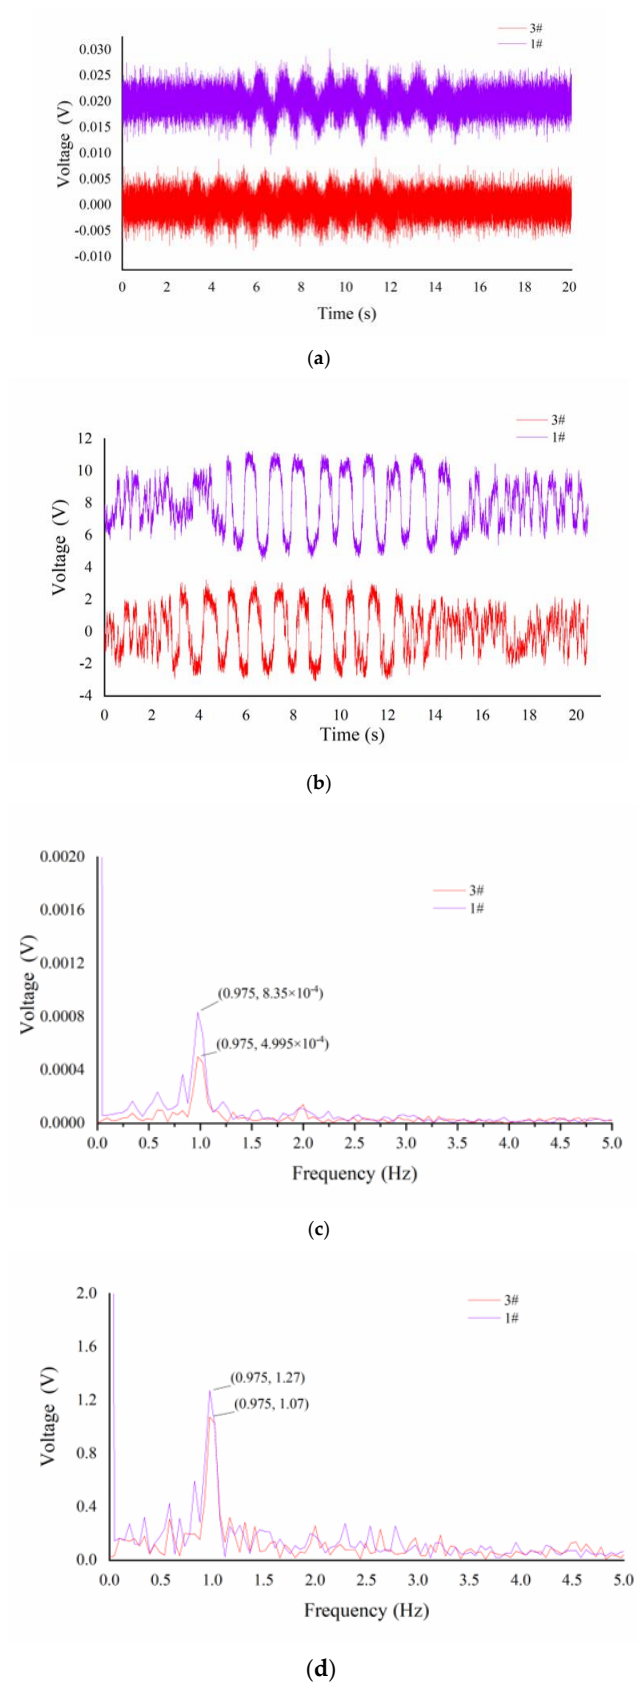 3#
1#
0.030
0.025
0.020
0.015
0.010
0.005
0.000
-0.005
-0.010
Voltage (V)
0 2 4 6 8 10 12 14 16 18 20
Time (s)
(a)
3#
1#
12
10
8
6
4
2
0
-2
-4
Voltage (V)
0 2 4 6 8 10 12 14 16 18 20
Time (s)
(b)
0.0020
0.0016
0.0012
0.0008
0.0004
0.0000
Voltage (V)
3#
1#
(0.975, 8.35×10⁻⁴)
(0.975, 4.995×10⁻⁴)
0.0 0.5 1.0 1.5 2.0 2.5 3.0 3.5 4.0 4.5 5.0
Frequency (Hz)
(c)
2.0
1.6
1.2
0.8
0.4
0.0
Voltage (V)
3#
1#
(0.975, 1.27)
(0.975, 1.07)
0.0 0.5 1.0 1.5 2.0 2.5 3.0 3.5 4.0 4.5 5.0
Frequency (Hz)
(d)